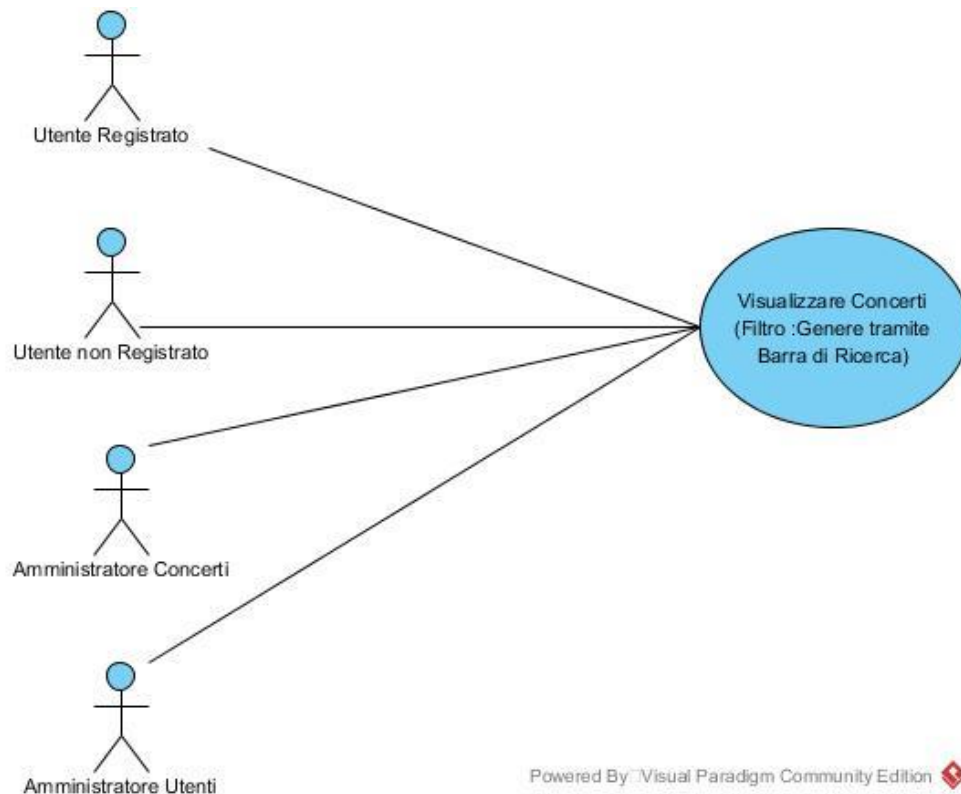 Utente Registrato
Utente non Registrato
Visualizzare Concerti
(Filtro :Genere tramite
Barra di Ricerca)
Amministratore Concerti
Amministratore Utenti
Powered By Visual Paradigm Community Edition